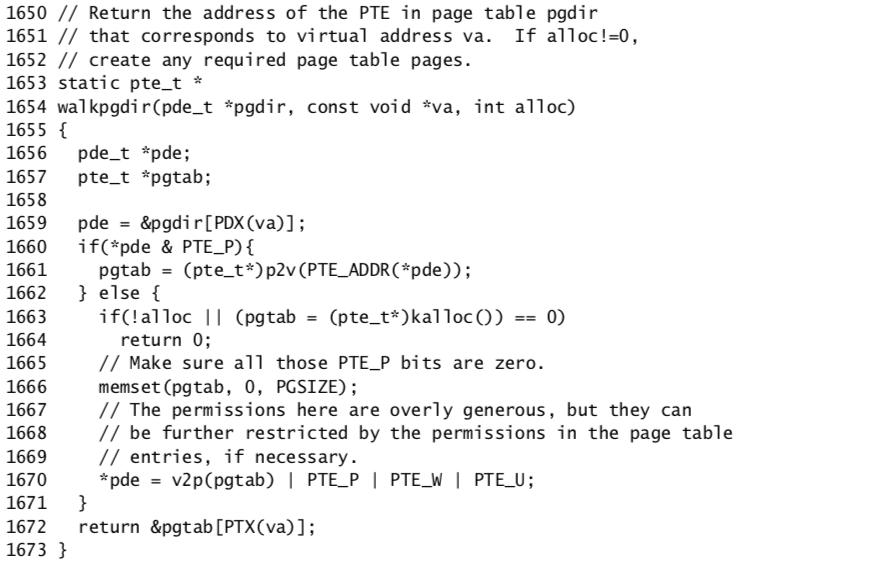 1650 // Return the address of the PTE in page table pgdir
1651 // that corresponds to virtual address va.  If alloc!=0,
1652 // create any required page table pages.
1653 static pte_t *
1654 walkpgdir(pde_t *pgdir, const void *va, int alloc)
1655 {
1656   pde_t *pde;
1657   pte_t *pgtab;
1658
1659   pde = &pgdir[PDX(va)];
1660   if(*pde & PTE_P){
1661     pgtab = (pte_t*)p2v(PTE_ADDR(*pde));
1662   } else {
1663     if(!alloc || (pgtab = (pte_t*)kalloc()) == 0)
1664       return 0;
1665     // Make sure all those PTE_P bits are zero.
1666     memset(pgtab, 0, PGSIZE);
1667     // The permissions here are overly generous, but they can
1668     // be further restricted by the permissions in the page table
1669     // entries, if necessary.
1670     *pde = v2p(pgtab) | PTE_P | PTE_W | PTE_U;
1671   }
1672   return &pgtab[PTX(va)];
1673 }